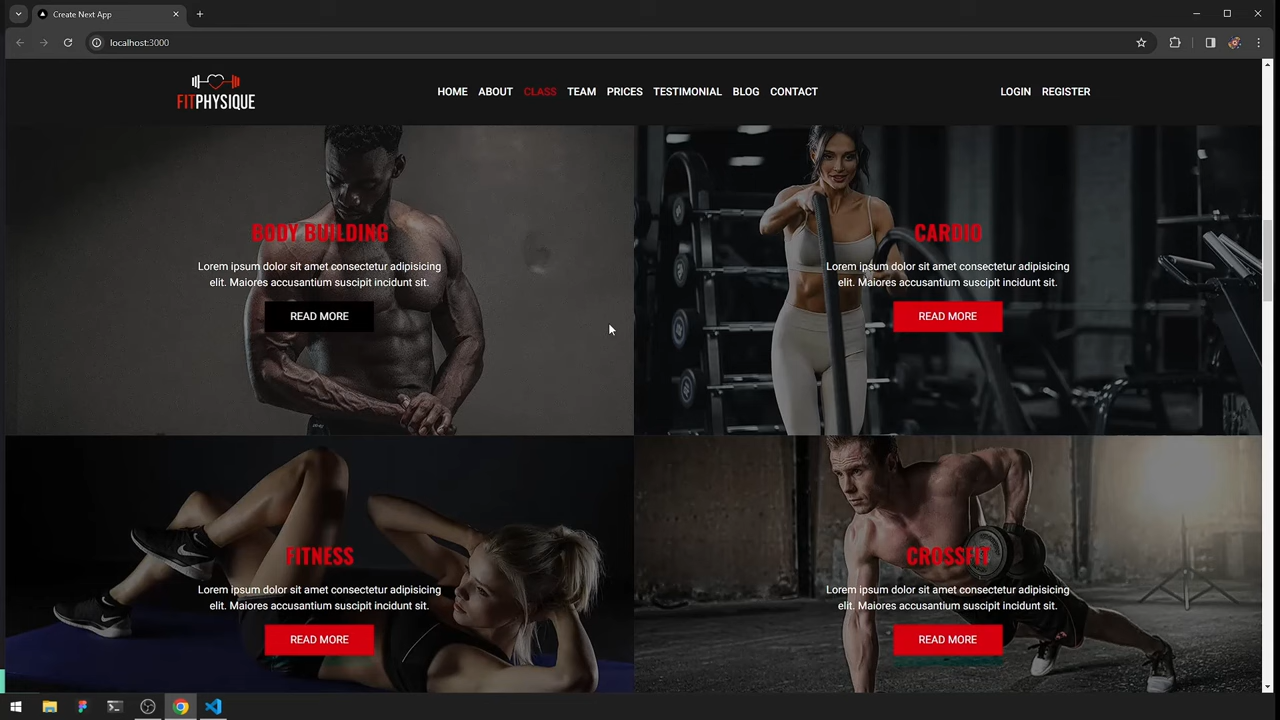 Create Next App
localhost:3000
FITPHYSIQUE
HOME ABOUT CLASS TEAM PRICES TESTIMONIAL BLOG CONTACT
LOGIN REGISTER
BODY BUILDING
Lorem ipsum dolor sit amet consectetur adipisicing
elit. Maiores accusantium suscipit incidunt sit.
READ MORE
CARDIO
Lorem ipsum dolor sit amet consectetur adipisicing
elit. Maiores accusantium suscipit incidunt sit.
READ MORE
FITNESS
Lorem ipsum dolor sit amet consectetur adipisicing
elit. Maiores accusantium suscipit incidunt sit.
READ MORE
CROSSFIT
Lorem ipsum dolor sit amet consectetur adipisicing
elit. Maiores accusantium suscipit incidunt sit.
READ MORE